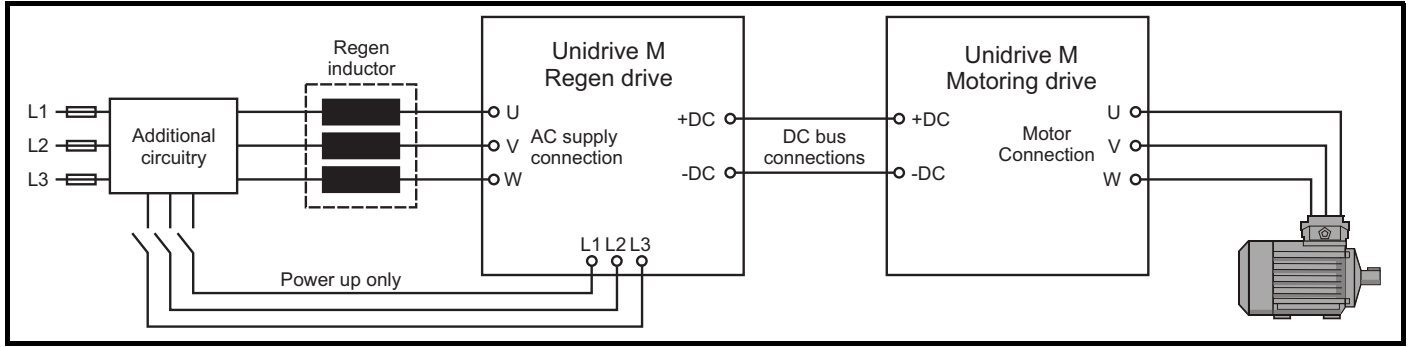 Regen
inductor
Unidrive M
Regen drive
Unidrive M
Motoring drive
L1
L2
L3
Additional
circuitry
U
V
W
AC supply
connection
+DC
-DC
DC bus
connections
+DC
-DC
Motor
Connection
U
V
W
L1 L2 L3
Power up only